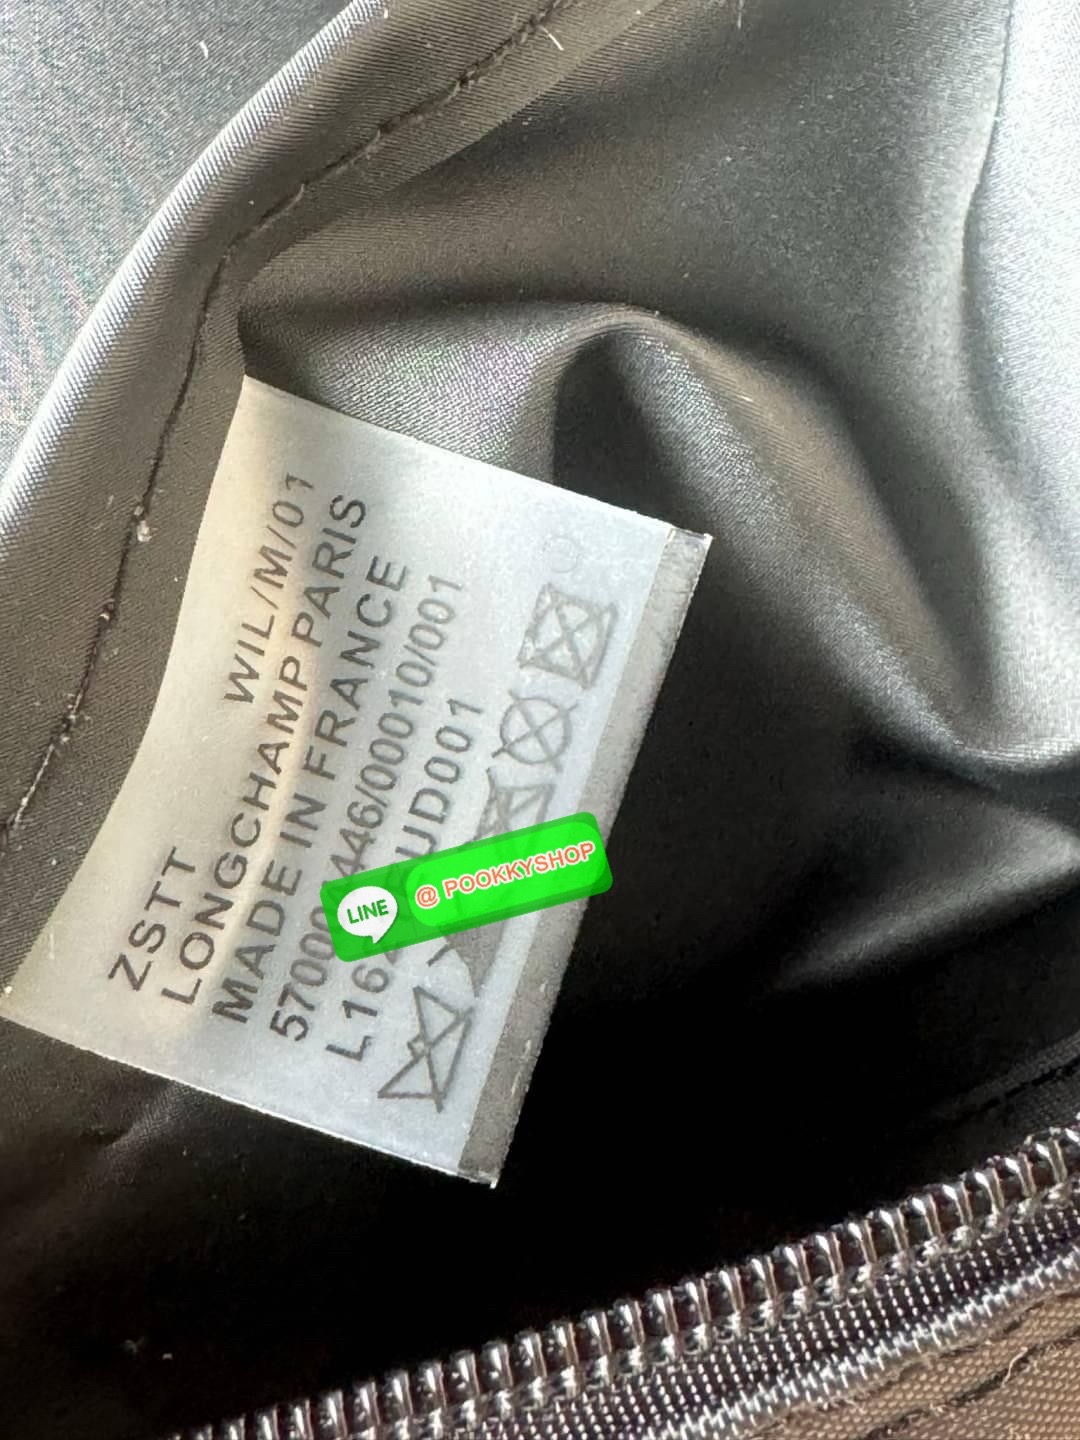 ZSTT WIL/M/01
LONGCHAMP PARIS
MADE IN FRANCE
446/00010/001
UD001
LINE @ POOKKYSHOP